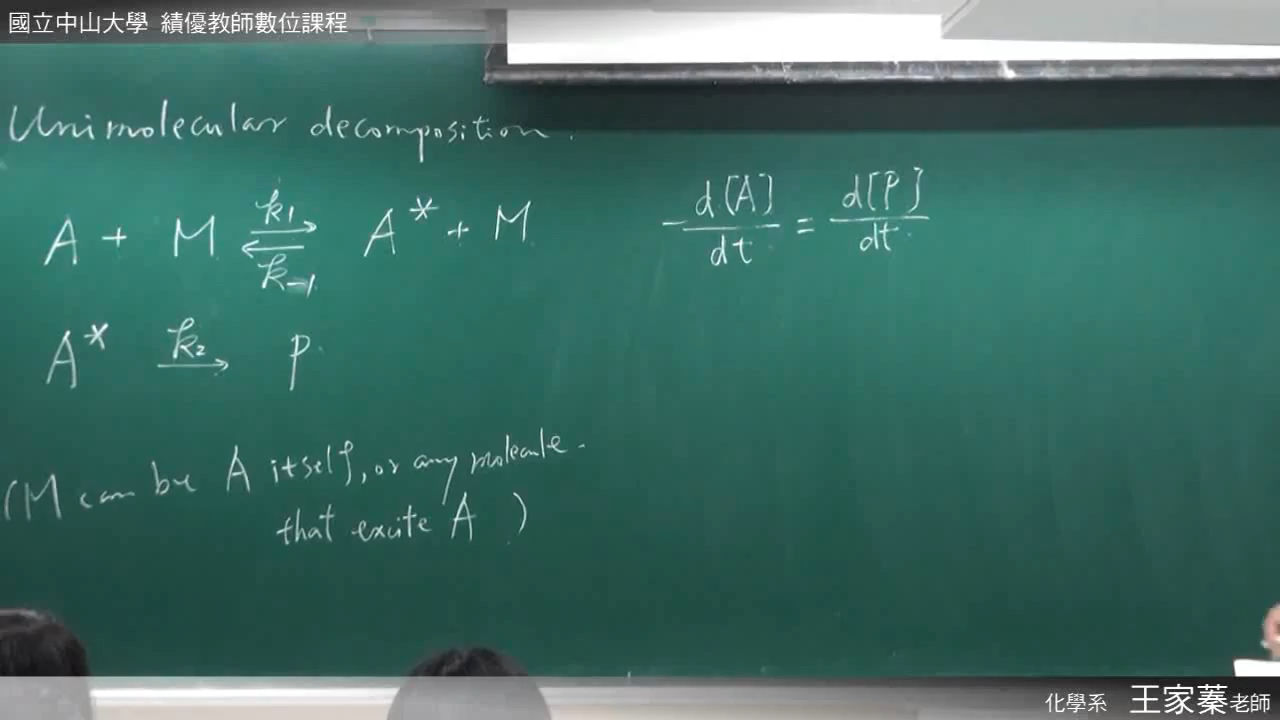 國立中山大學 績優教師數位課程
Unimolecular decomposition.
A + M ⇌ A* + M
k1
k-1
A* → P
k2
(M can be A itself, or any molecule.
that excite A )
- d[A]/dt = d[P]/dt
化學系 王家蓁老師